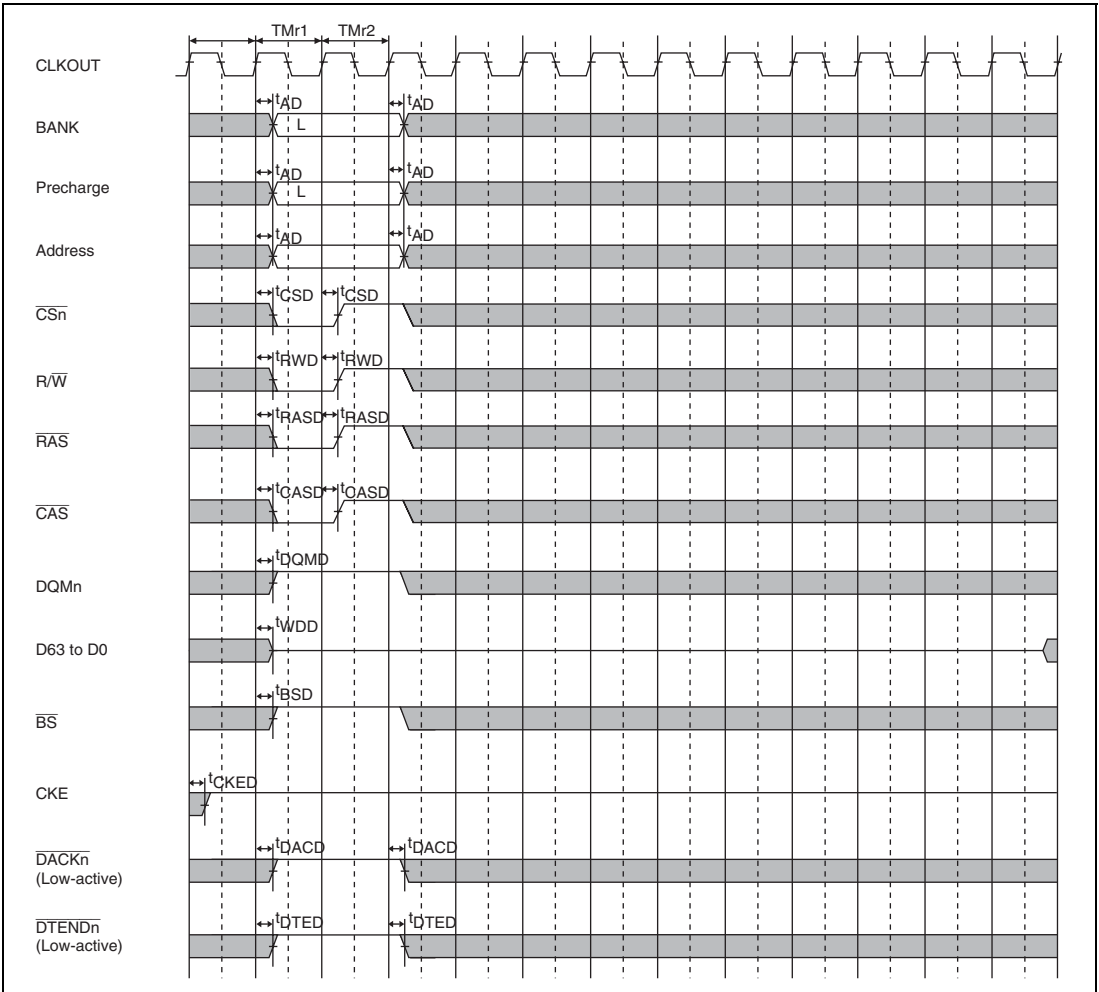 TMr1 TMr2
CLKOUT
tAD tAD
BANK L
tAD tAD
Precharge L
tAD tAD
Address
tCSD tCSD
CSn
tRWD tRWD
R/W
tRASD tRASD
RAS
tCASD tCASD
CAS
tDQMD
DQMn
tWDD
D63 to D0
tBSD
BS
tCKED
CKE
tDACD tDACD
DACKn
(Low-active)
tDTED tDTED
DTENDn
(Low-active)